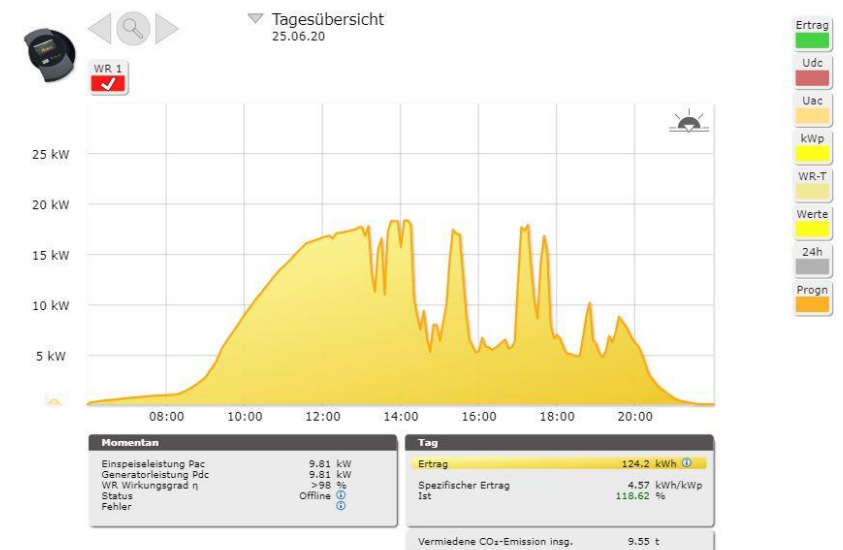 Tagesübersicht
25.06.20
WR 1
Ertrag
Udc
Uac
kWp
WR-T
Werte
24h
Progn
25 kW
20 kW
15 kW
10 kW
5 kW
08:00 10:00 12:00 14:00 16:00 18:00 20:00
Momentan
Einspeiseleistung Pac 9.81 kW
Generatorleistung Pdc 9.81 kW
WR Wirkungsgrad η >98 %
Status Offline
Fehler
Tag
Ertrag 124.2 kWh
Spezifischer Ertrag 4.57 kWh/kWp
Ist 118.62 %
Vermiedene CO₂-Emission insg. 9.55 t